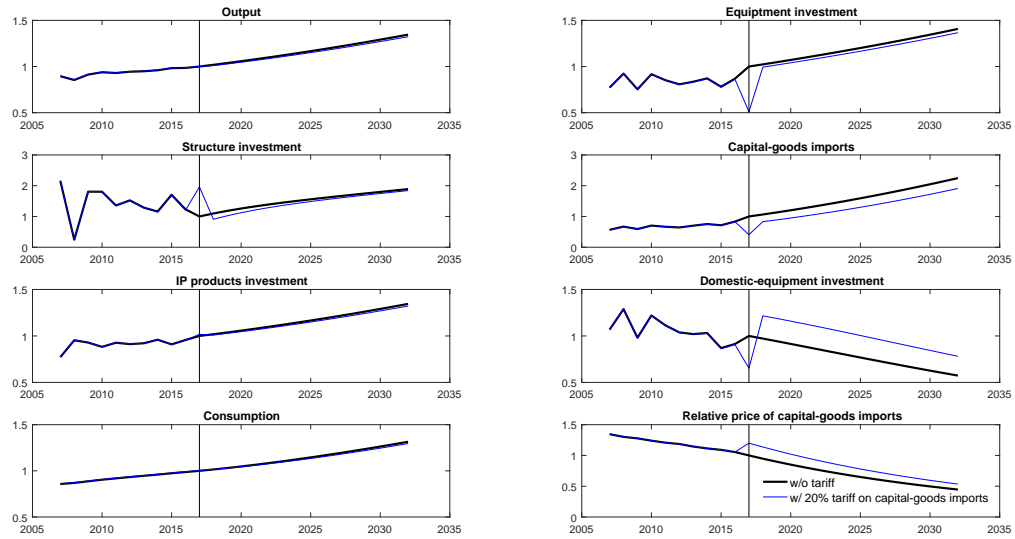 Output
1.5
1
0.5
2005 2010 2015 2020 2025 2030 2035
Equiptment investment
1.5
1
0.5
2005 2010 2015 2020 2025 2030 2035
Structure investment
3
2
1
0
2005 2010 2015 2020 2025 2030 2035
Capital-goods imports
3
2
1
0
2005 2010 2015 2020 2025 2030 2035
IP products investment
1.5
1
0.5
2005 2010 2015 2020 2025 2030 2035
Domestic-equipment investment
1.5
1
0.5
2005 2010 2015 2020 2025 2030 2035
Consumption
1.5
1
0.5
2005 2010 2015 2020 2025 2030 2035
Relative price of capital-goods imports
1.5
1
0.5
0
2005 2010 2015 2020 2025 2030 2035
w/o tariff
w/ 20% tariff on capital-goods imports